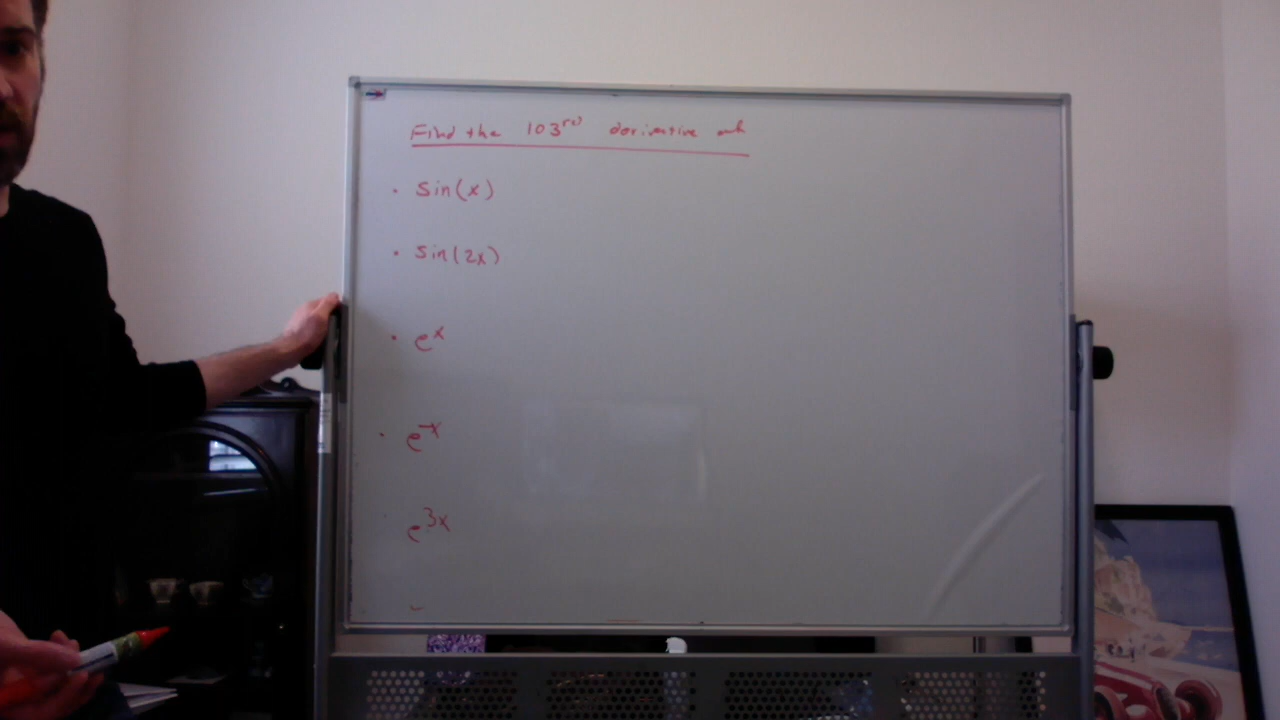 Find the 103rd derivative of
• sin(x)
• sin(2x)
• e^x
• e^-x
• e^3x